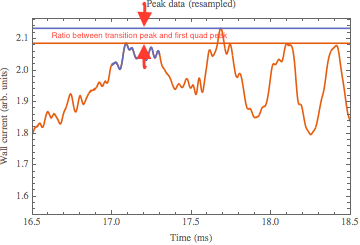 Peak data (resampled)
Ratio between transition peak and first quad peak
Wall current (arb. units)
2.1
2.0
1.9
1.8
1.7
1.6
16.5
17.0
17.5
18.0
18.5
Time (ms)